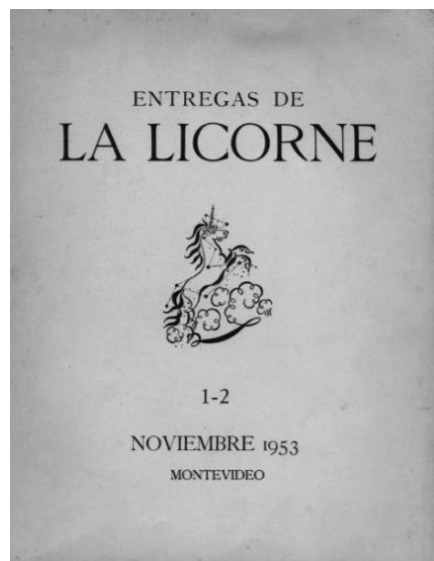 ENTREGAS DE
LA LICORNE
1-2
NOVIEMBRE 1953
MONTEVIDEO